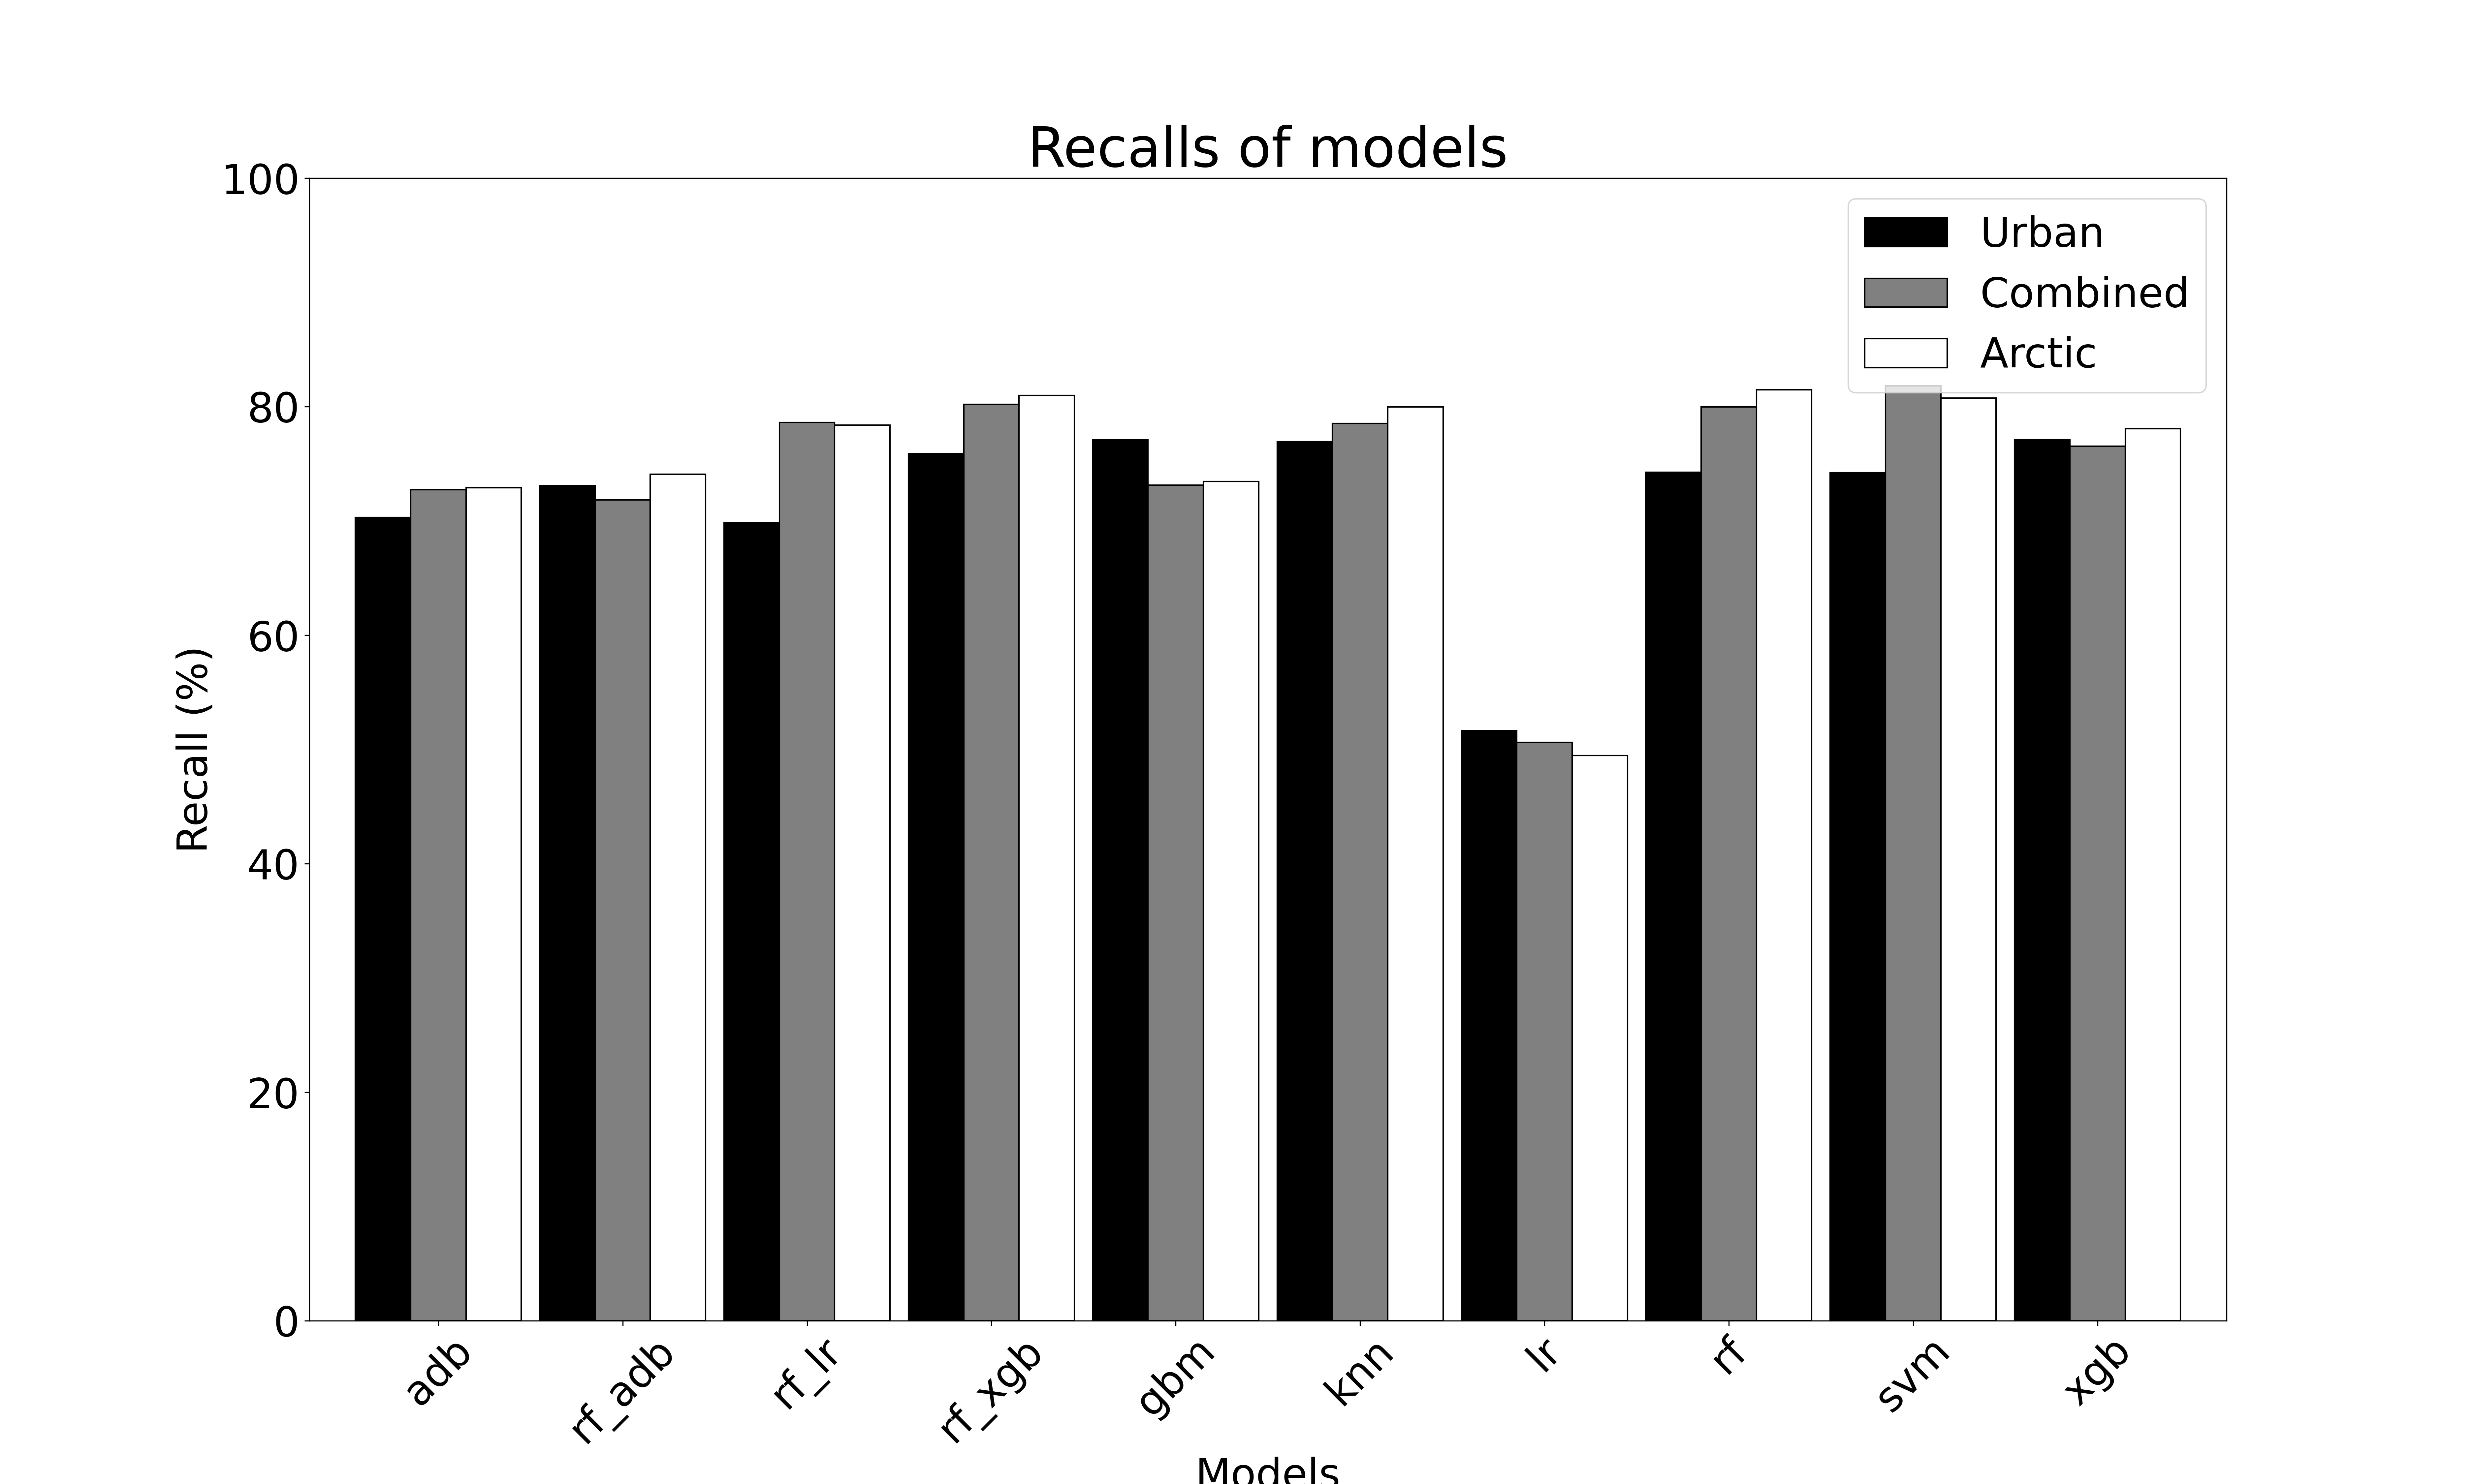 Recalls of models
100
80
60
40
20
0
Recall (%)
Urban
Combined
Arctic
adb
rf_adb
rf_lr
rf_xgb
gbm
knn
lr
rf
svm
xgb
Models